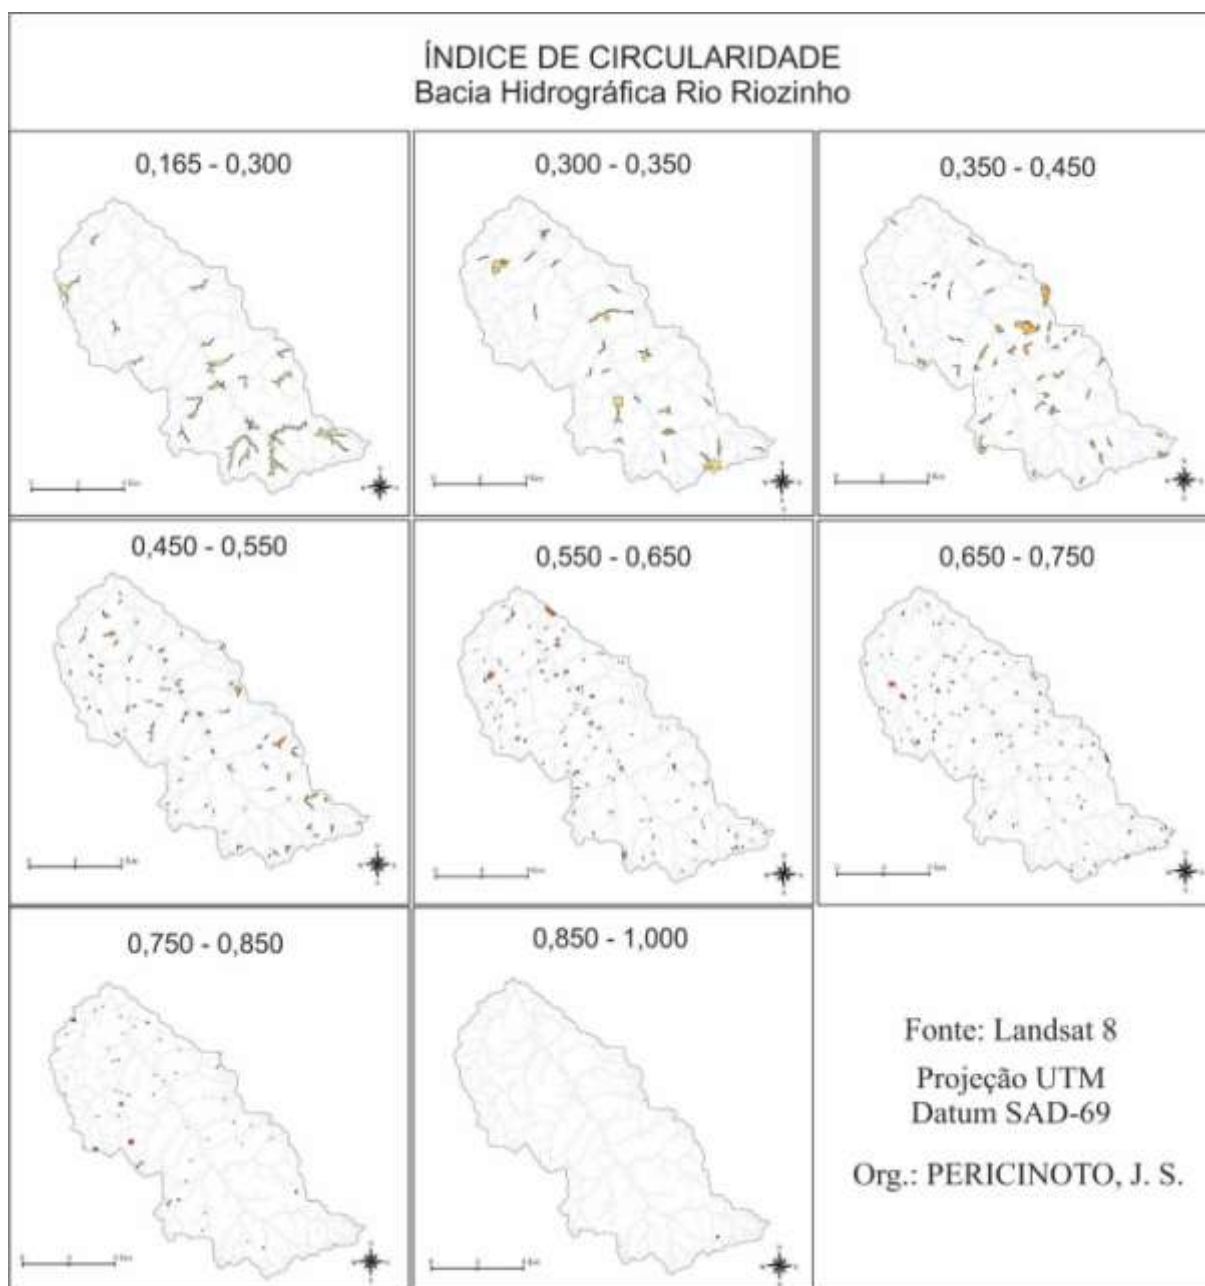 ÍNDICE DE CIRCULARIDADE
Bacia Hidrográfica Rio Riozinho
0,165 - 0,300
0,300 - 0,350
0,350 - 0,450
0,450 - 0,550
0,550 - 0,650
0,650 - 0,750
0,750 - 0,850
0,850 - 1,000
Fonte: Landsat 8
Projeção UTM
Datum SAD-69
Org.: PERICINOTO, J. S.